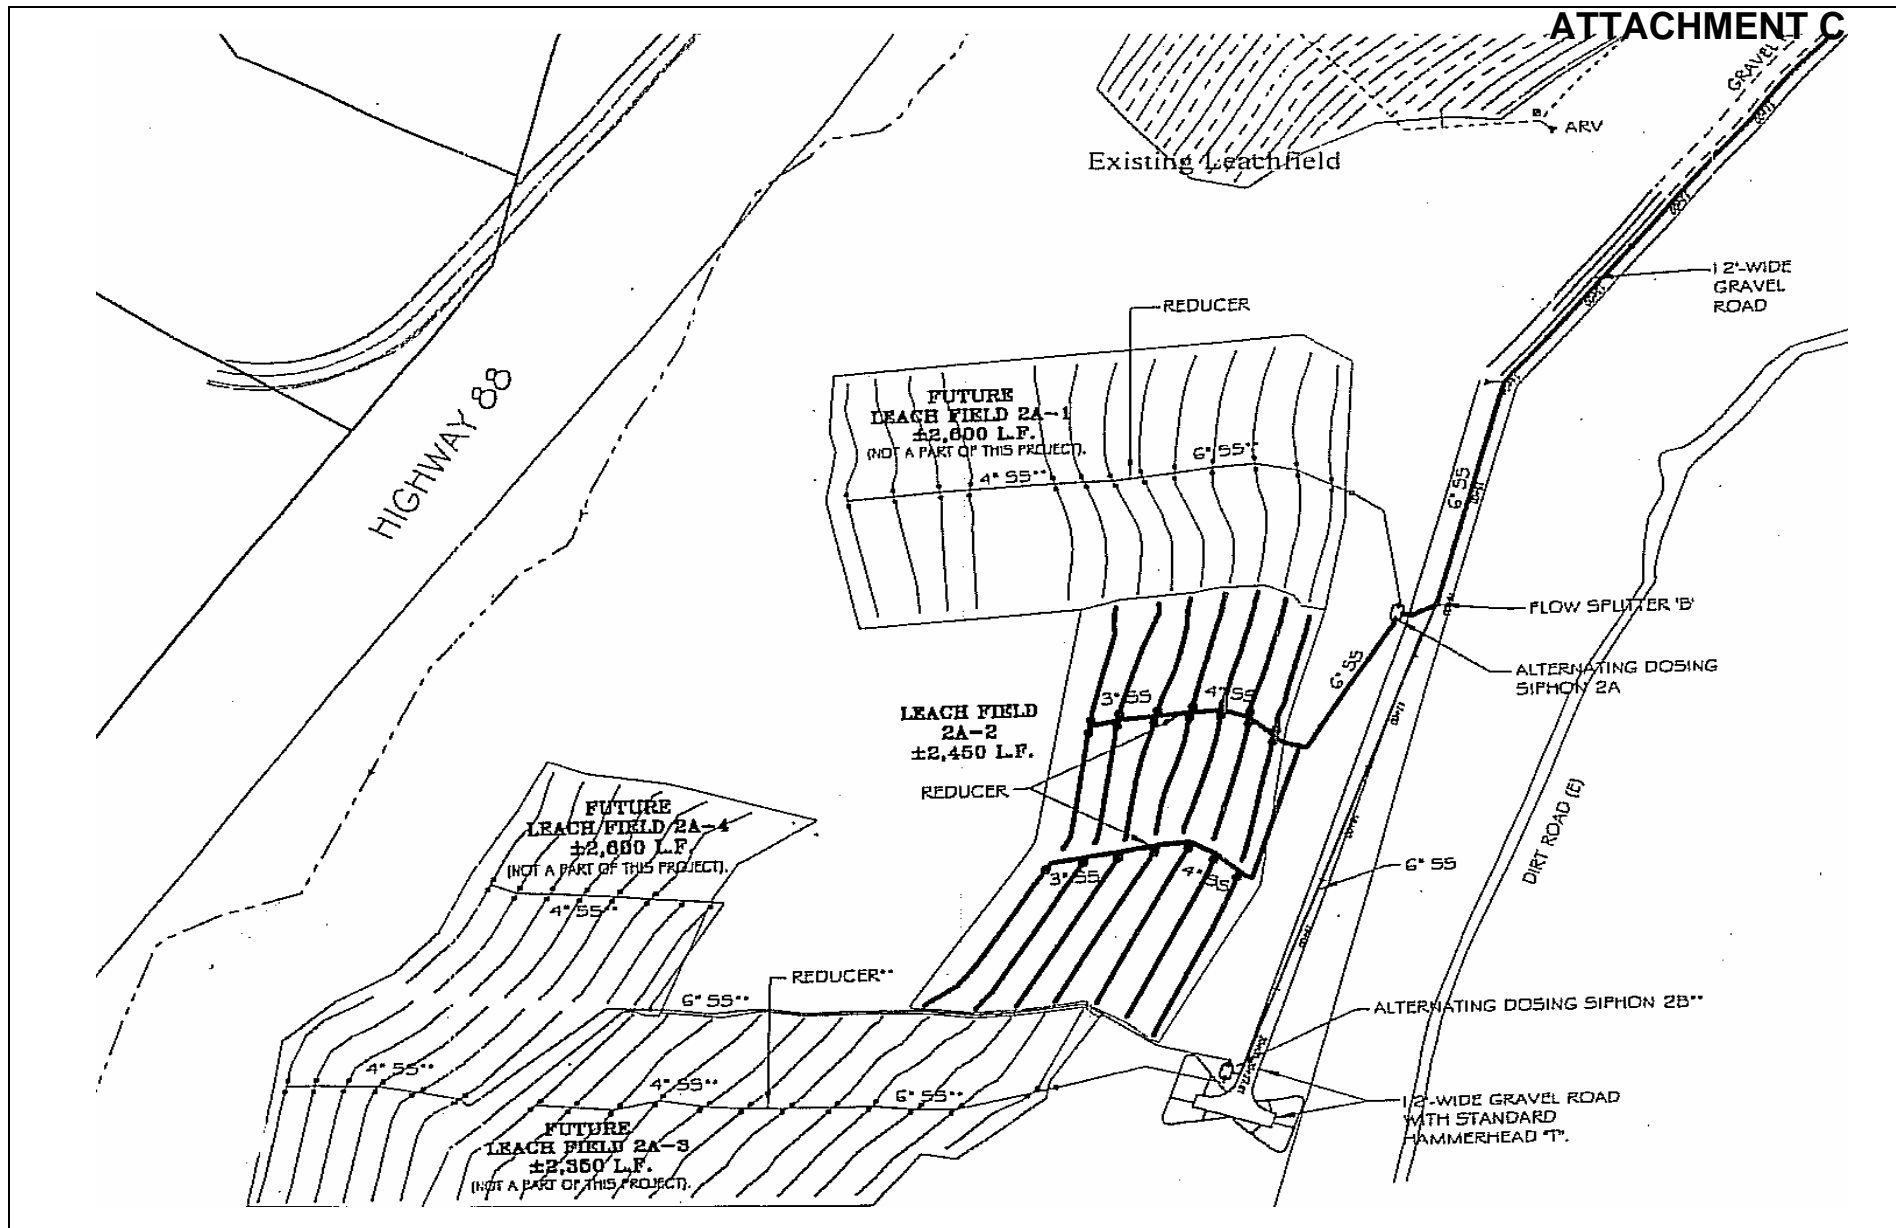 ATTACHMENT C
GRAVEL
ARV
Existing Leachfield
12'-WIDE
GRAVEL
ROAD
REDUCER
HIGHWAY 88
FUTURE
LEACH FIELD 2A-1
±2,600 L.F.
(NOT A PART OF THIS PROJECT).
6" SS**
4" SS**
6" SS
FLOW SPLITTER 'B'
ALTERNATING DOSING
SIPHON 2A
6" SS
3" SS
4" SS
LEACH FIELD
2A-2
±2,450 L.F.
REDUCER
DIRT ROAD (E)
FUTURE
LEACH FIELD 2A-4
±2,600 L.F.
(NOT A PART OF THIS PROJECT).
4" SS**
3" SS
4" SS
6" SS
REDUCER**
6" SS**
ALTERNATING DOSING SIPHON 2B**
4" SS**
4" SS**
6" SS**
12'-WIDE GRAVEL ROAD
WITH STANDARD
HAMMERHEAD "T".
FUTURE
LEACH FIELD 2A-3
±2,350 L.F.
(NOT A PART OF THIS PROJECT).